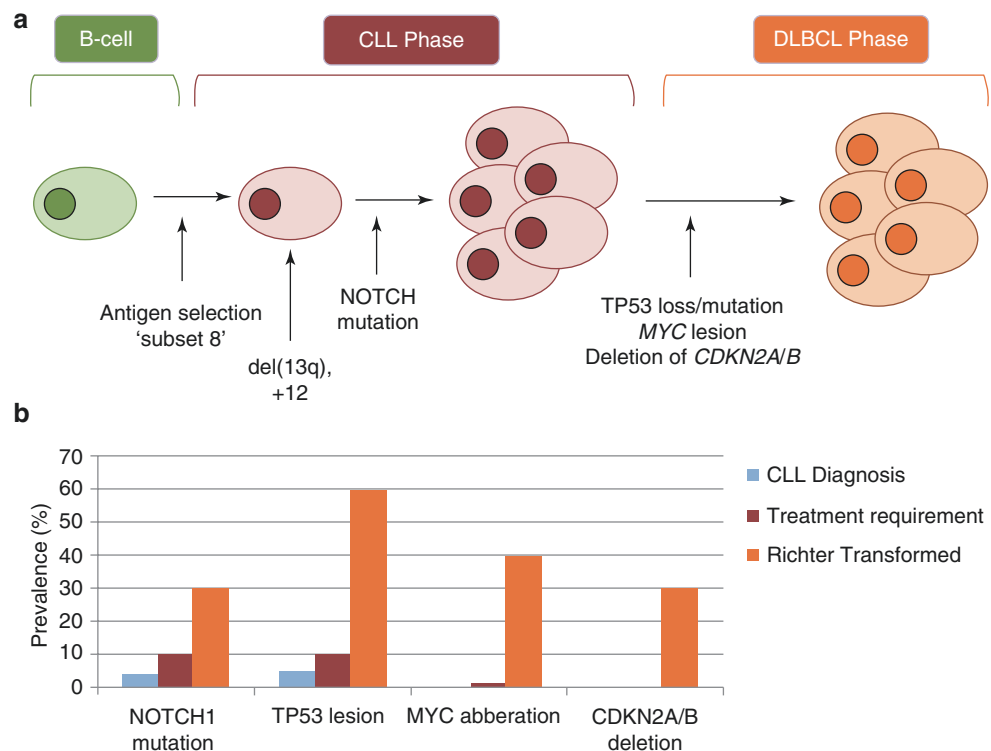 a
B-cell
CLL Phase
DLBCL Phase
Antigen selection
‘subset 8’
del(13q),
+12
NOTCH
mutation
TP53 loss/mutation
MYC lesion
Deletion of CDKN2A/B
b
Prevalence (%)
70
60
50
40
30
20
10
0
NOTCH1
mutation
TP53 lesion
MYC abberation
CDKN2A/B
deletion
CLL Diagnosis
Treatment requirement
Richter Transformed